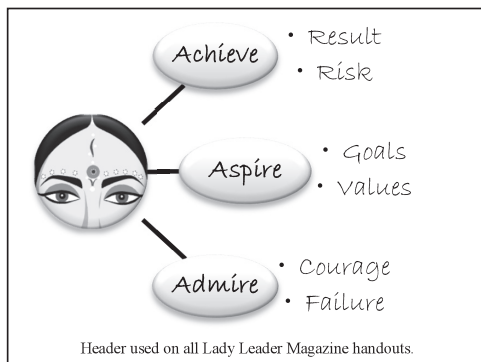 Achieve
• Result
• Risk
Aspire
• Goals
• Values
Admire
• Courage
• Failure
Header used on all Lady Leader Magazine handouts.